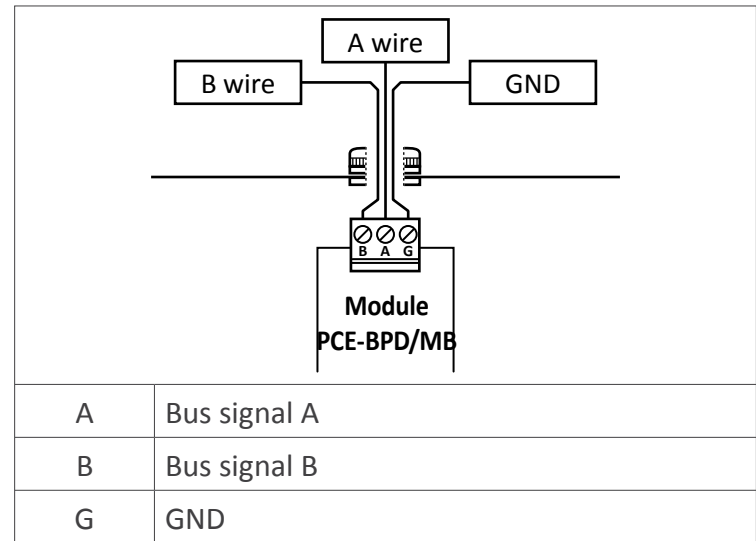 A wire
B wire
GND
B A G
Module
PCE-BPD/MB
A Bus signal A
B Bus signal B
G GND